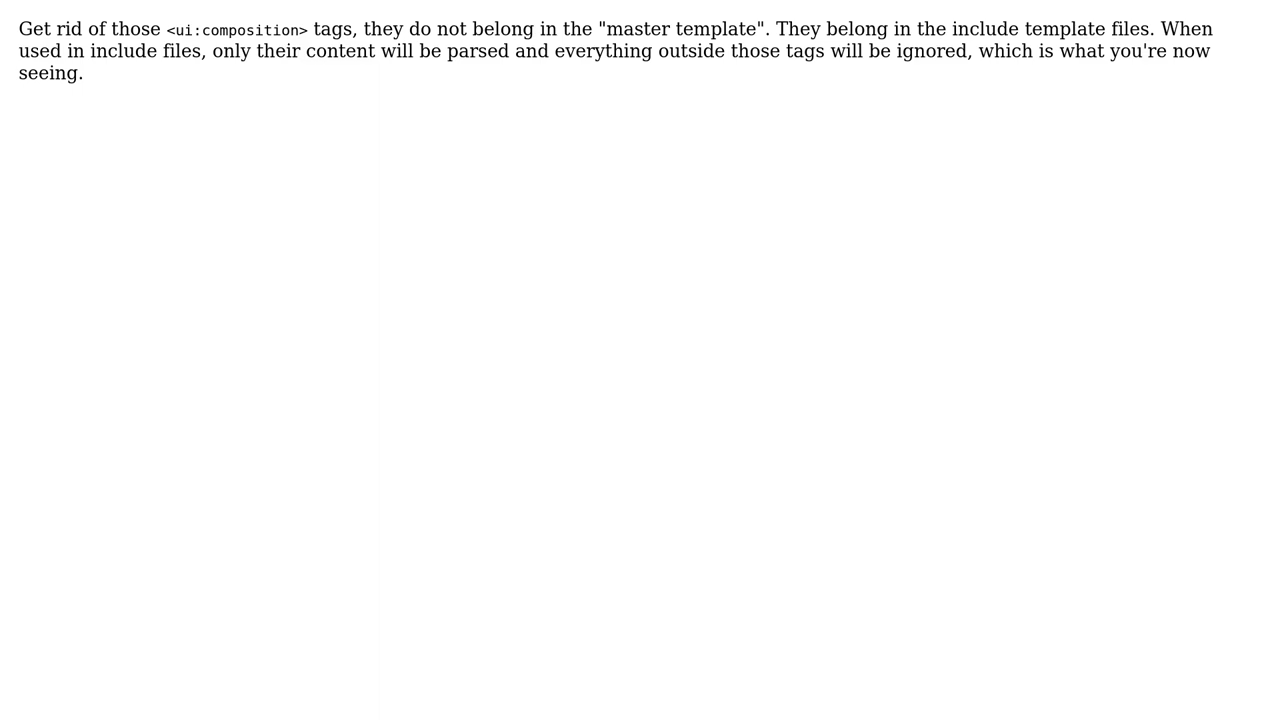 Get rid of those <ui:composition> tags, they do not belong in the "master template". They belong in the include template files. When
used in include files, only their content will be parsed and everything outside those tags will be ignored, which is what you're now
seeing.